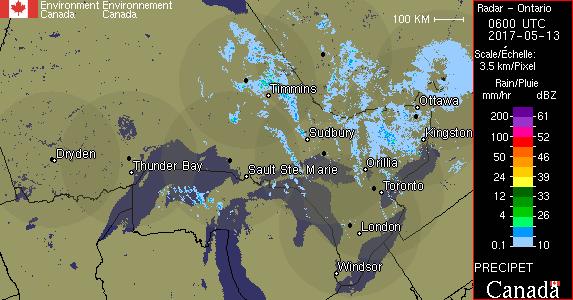 Environment Environnement
Canada Canada
100 KM
Timmins
Ottawa
Sudbury
Kingston
Dryden
Thunder Bay
Sault Ste. Marie
Orillia
Toronto
London
Windsor
Radar - Ontario
0600 UTC
2017-05-13
Scale/Échelle:
3.5 km/Pixel
Rain/Pluie
mm/hr dBZ
200 61
100 52
50 46
24 39
12 33
4 26
0.1 10
PRECIPET
Canada